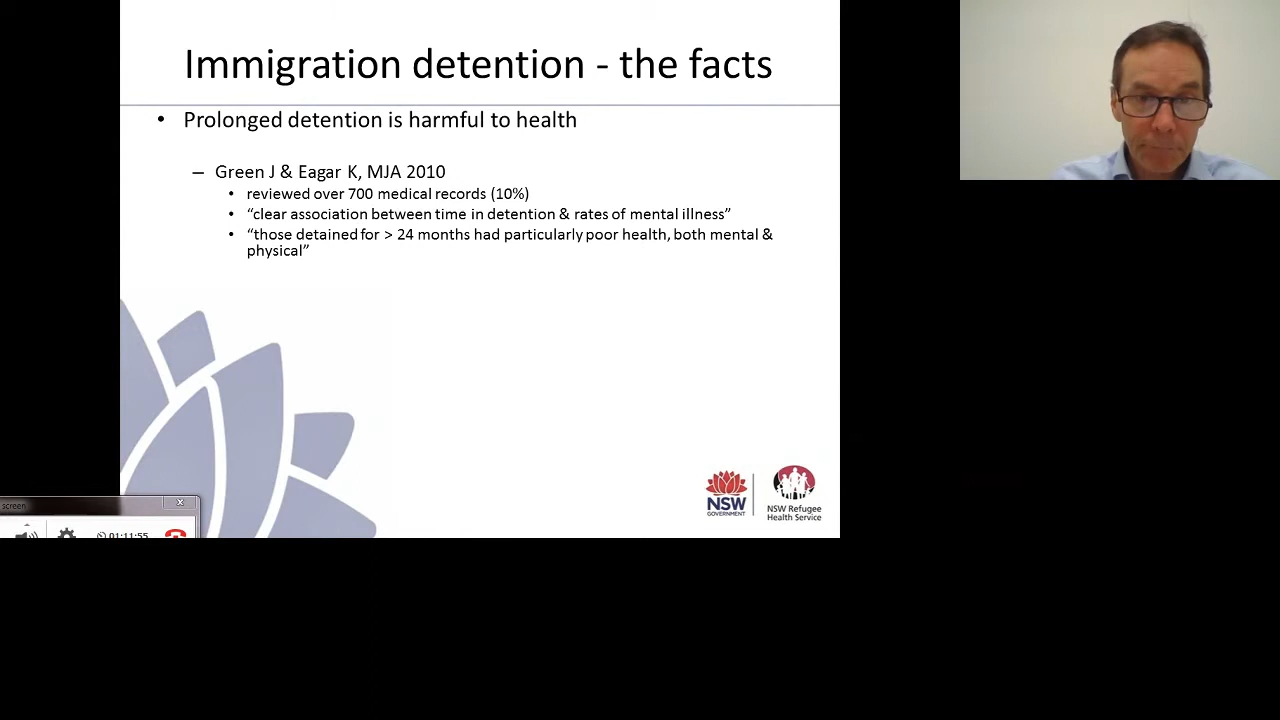 Immigration detention - the facts
• Prolonged detention is harmful to health
– Green J & Eagar K, MJA 2010
• reviewed over 700 medical records (10%)
• “clear association between time in detention & rates of mental illness”
• “those detained for > 24 months had particularly poor health, both mental &
physical”
NSW
GOVERNMENT
NSW Refugee
Health Service
screen
01:11:55